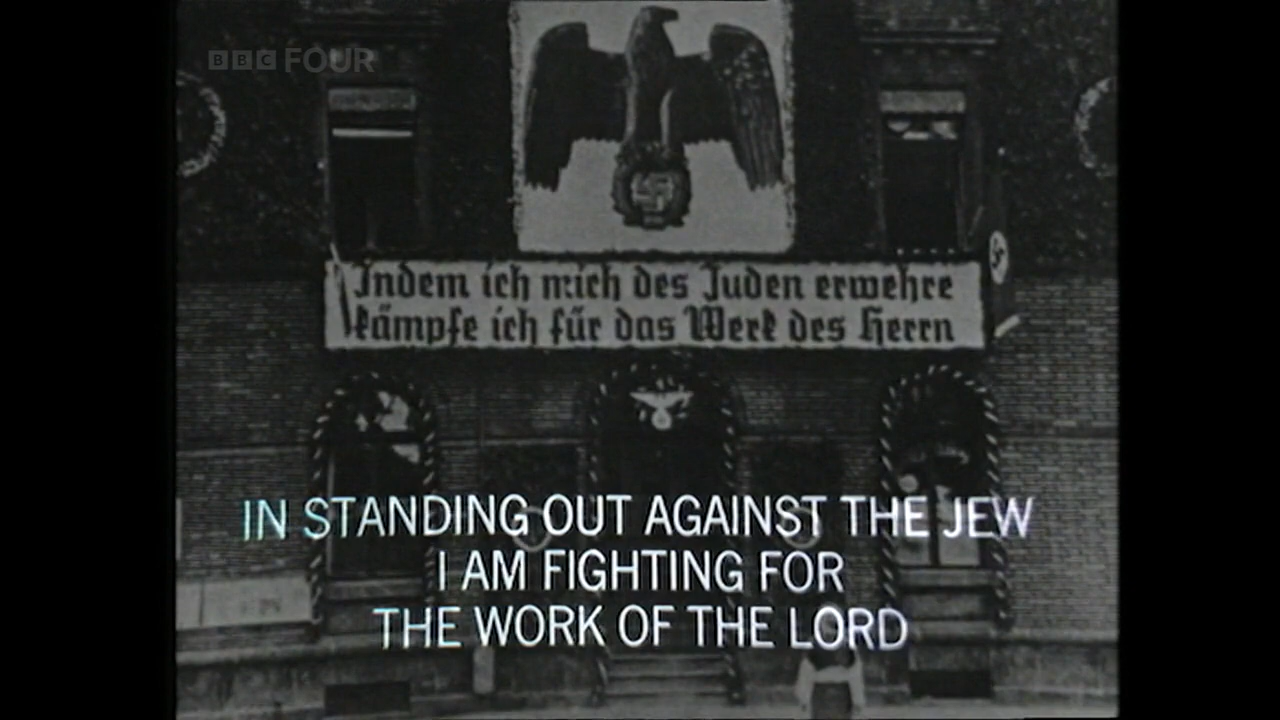 BBC FOUR
Indem ich mich des Juden erwehre
kämpfe ich für das Werk des Herrn
IN STANDING OUT AGAINST THE JEW
I AM FIGHTING FOR
THE WORK OF THE LORD